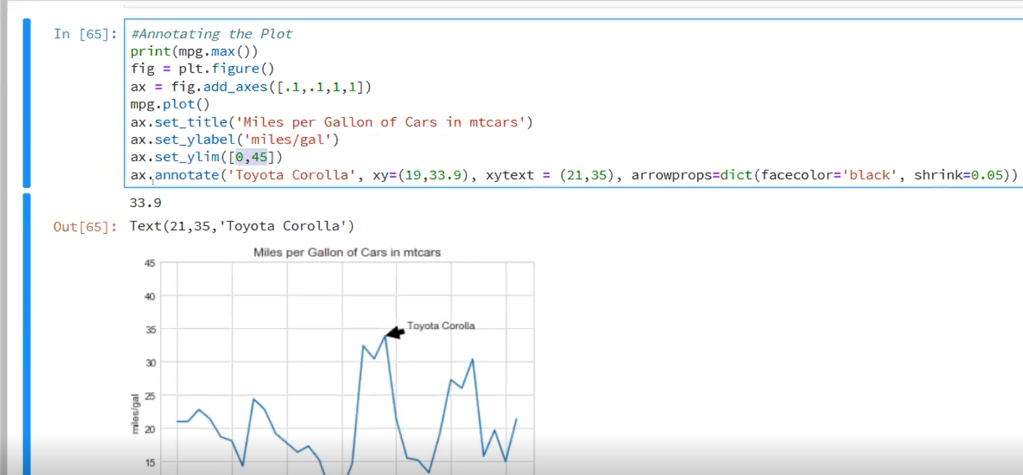 In [65]: #Annotating the Plot
print(mpg.max())
fig = plt.figure()
ax = fig.add_axes([.1,.1,1,1])
mpg.plot()
ax.set_title('Miles per Gallon of Cars in mtcars')
ax.set_ylabel('miles/gal')
ax.set_ylim([0,45])
ax.annotate('Toyota Corolla', xy=(19,33.9), xytext = (21,35), arrowprops=dict(facecolor='black', shrink=0.05))
33.9
Out[65]: Text(21,35,'Toyota Corolla')
Miles per Gallon of Cars in mtcars
45
40
35
Toyota Corolla
30
25
20
15
miles/gal